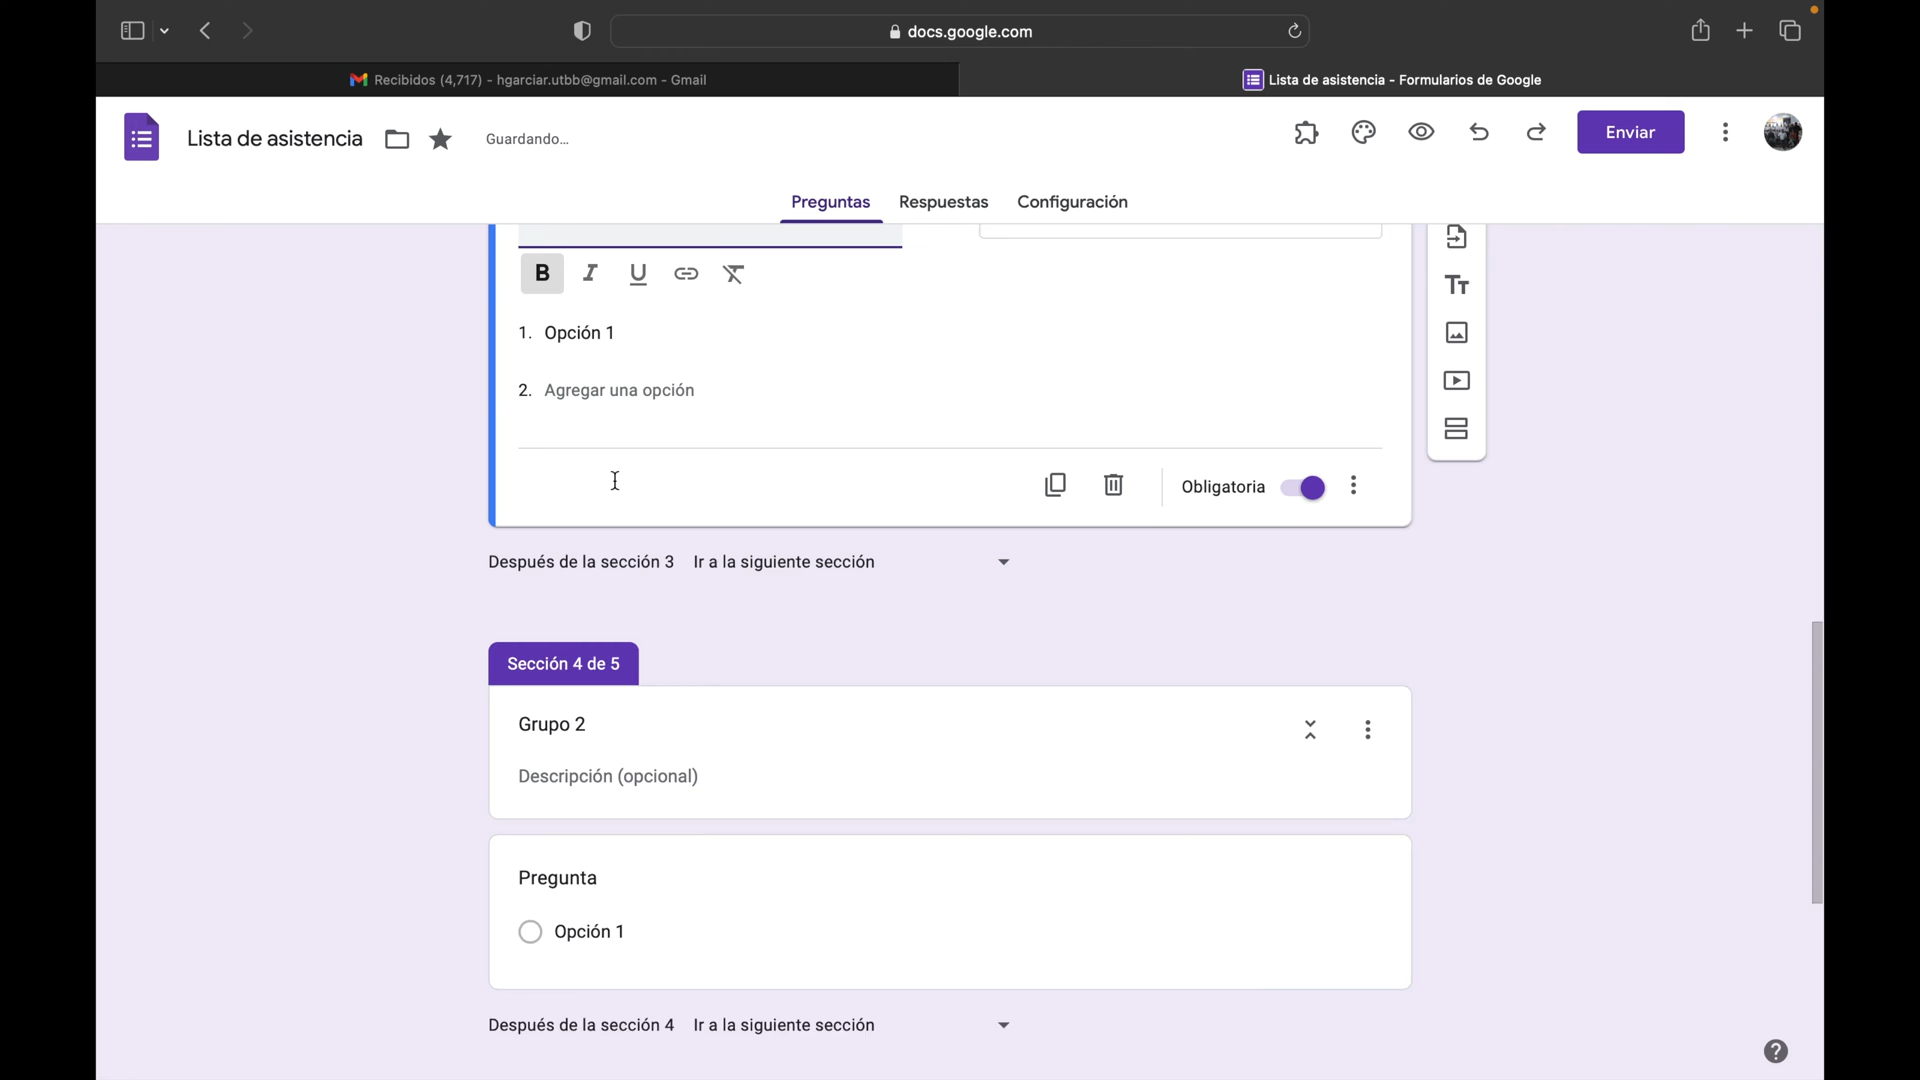 docs.google.com
Recibidos (4,717) - hgarciar.utbb@gmail.com - Gmail
Lista de asistencia - Formularios de Google
Lista de asistencia
Guardando...
Enviar
Preguntas
Respuestas
Configuración
B I U
1. Opción 1
2. Agregar una opción
Obligatoria
Después de la sección 3 Ir a la siguiente sección
Sección 4 de 5
Grupo 2
Descripción (opcional)
Pregunta
Opción 1
Después de la sección 4 Ir a la siguiente sección